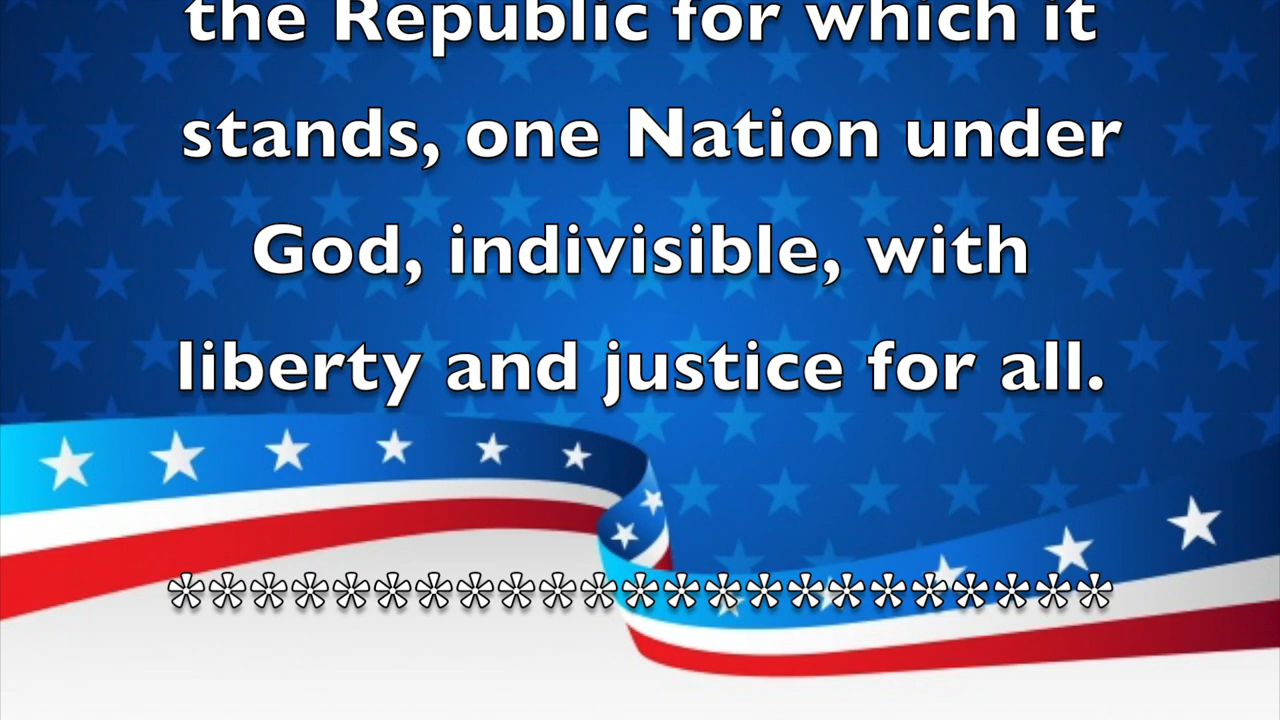 the Republic for which it
stands, one Nation under
God, indivisible, with
liberty and justice for all.
***********************